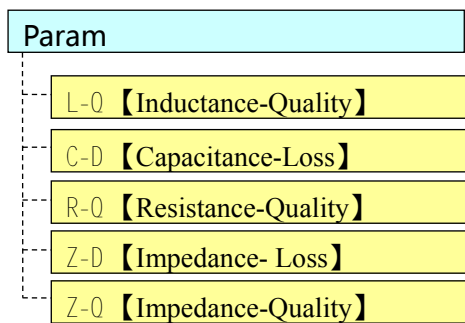 Param
L-Q 【Inductance-Quality】
C-D 【Capacitance-Loss】
R-Q 【Resistance-Quality】
Z-D 【Impedance- Loss】
Z-Q 【Impedance-Quality】